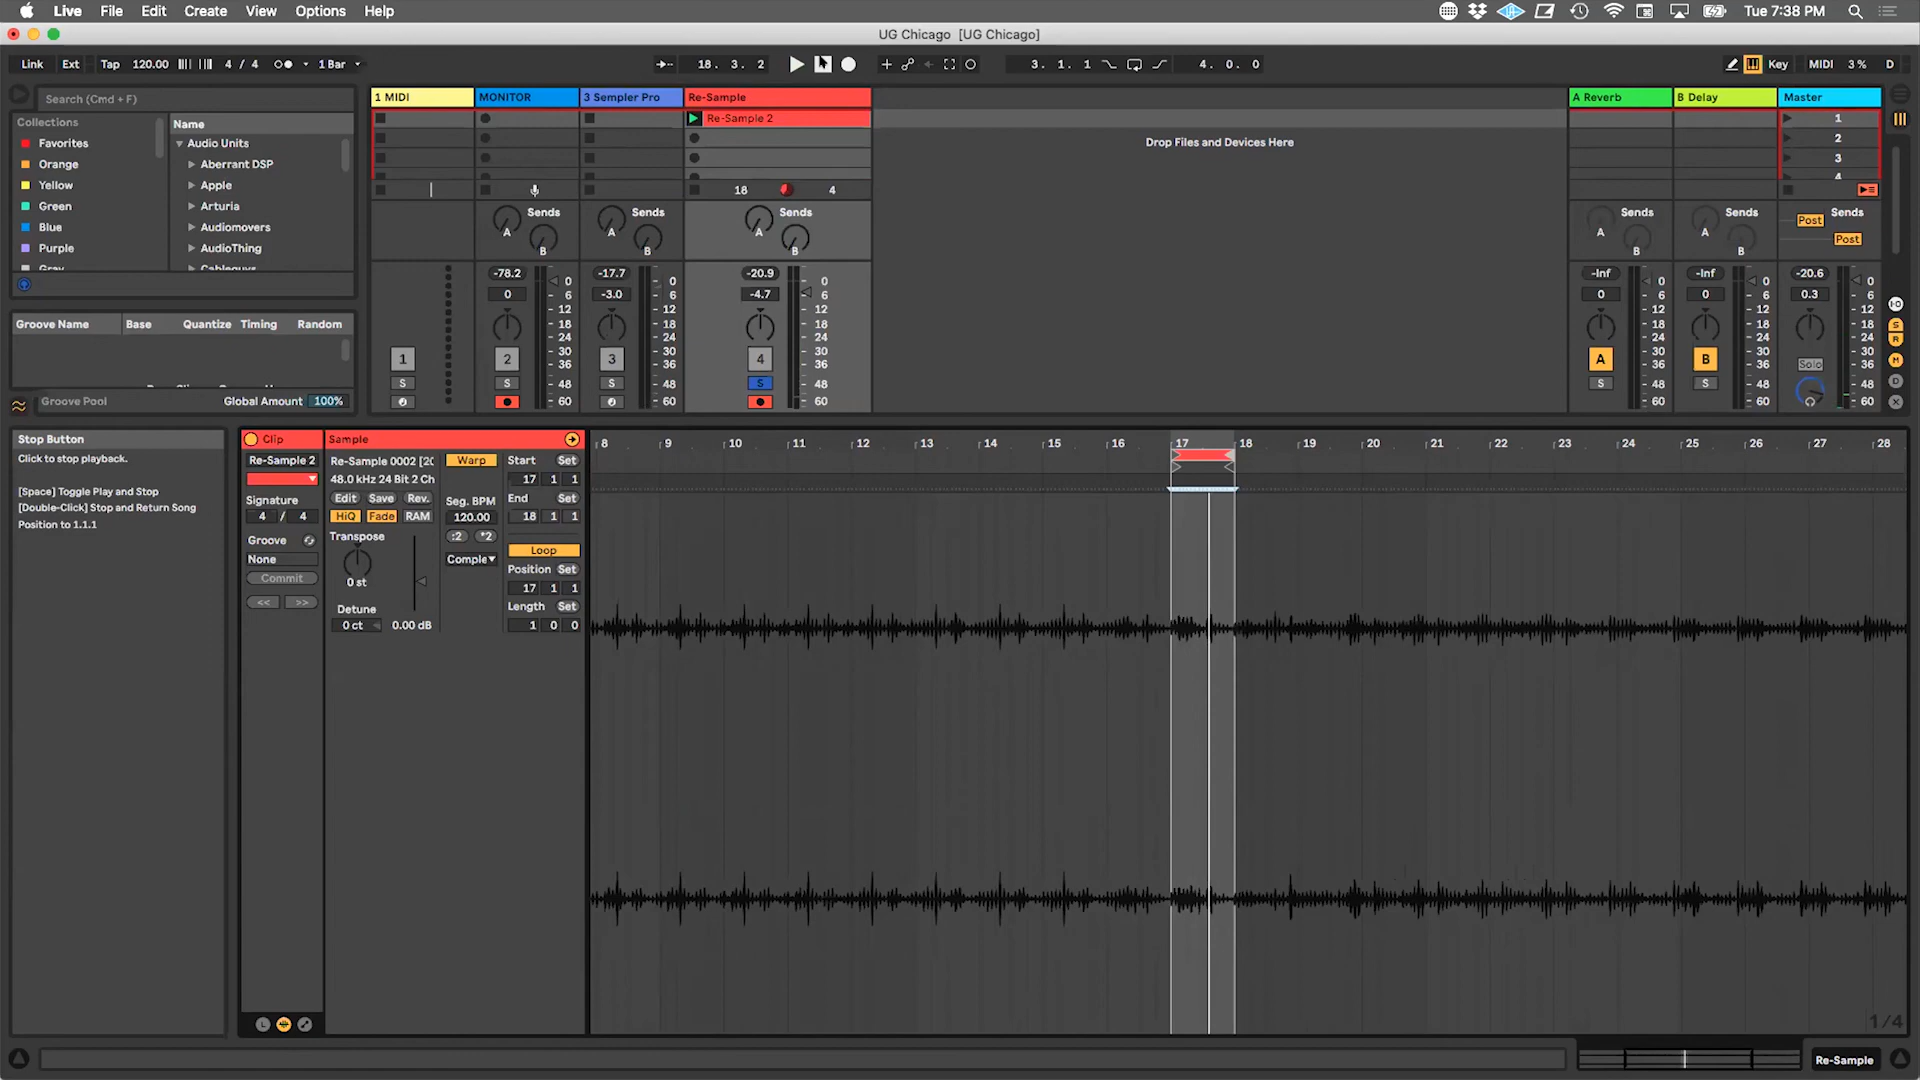 Live File Edit Create View Options Help Tue 7:38 PM
UG Chicago [UG Chicago]
Link Ext Tap 120.00 4 / 4 1 Bar 18. 3. 2 3. 1. 1 4. 0. 0 Key MIDI 3 % D
Search (Cmd + F)
Collections
Favorites
Orange
Yellow
Green
Blue
Purple
Gray
Name
Audio Units
Aberrant DSP
Apple
Arturia
Audiomovers
AudioThing
Cableguys
Groove Name Base Quantize Timing Random
Groove Pool Global Amount 100%
1 MIDI MONITOR 3 Sempler Pro Re-Sample
Re-Sample 2
18 4
Sends Sends Sends
A A A
B B B
-78.2 -17.7 -20.9
0 -3.0 -4.7
0 0 0
6 6 6
12 12 12
18 18 18
24 24 24
30 30 30
36 36 36
48 48 48
60 60 60
1 2 3 4
S S S S
Drop Files and Devices Here
A Reverb B Delay Master
1
2
3
4
Sends Sends Sends
A A Post
B B Post
-Inf -Inf -20.6
0 0 0.3
0 0 0
6 6 6
12 12 12
18 18 18
24 24 24
30 30 30
36 36 36
48 48 48
60 60 60
A B Solo
S S
I-O
S
R
M
D
X
Stop Button
Click to stop playback.
[Space] Toggle Play and Stop
[Double-Click] Stop and Return Song
Position to 1.1.1
Clip
Re-Sample 2
Signature
4 / 4
Groove
None
Commit
<< >>
L
Sample
Re-Sample 0002 [20
48.0 kHz 24 Bit 2 Ch
Edit Save Rev.
HiQ Fade RAM
Transpose
0 st
Detune
0 ct 0.00 dB
Warp
Seg. BPM
120.00
:2 *2
Comple
Start Set
17 1 1
End Set
18 1 1
Loop
Position Set
17 1 1
Length Set
1 0 0
8 9 10 11 12 13 14 15 16 17 18 19 20 21 22 23 24 25 26 27 28
1/4
Re-Sample